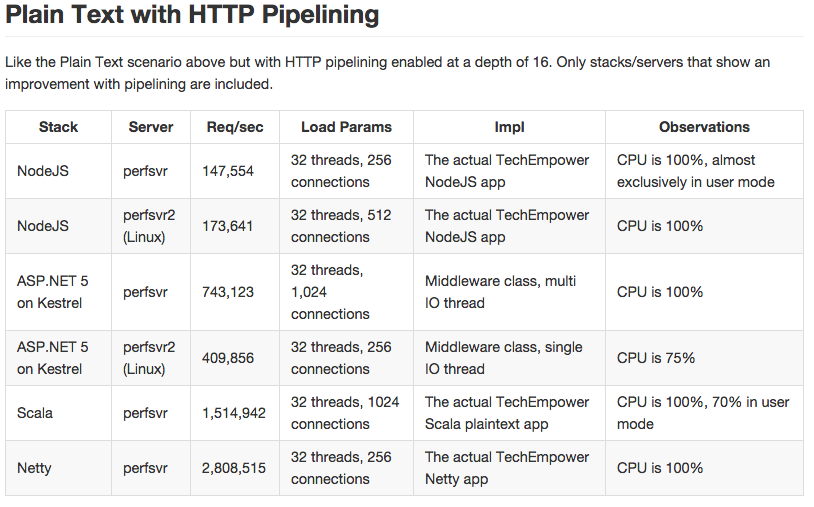 Plain Text with HTTP Pipelining
Like the Plain Text scenario above but with HTTP pipelining enabled at a depth of 16. Only stacks/servers that show an
improvement with pipelining are included.
Stack Server Req/sec Load Params Impl Observations
NodeJS perfsvr 147,554 32 threads, 256 connections The actual TechEmpower NodeJS app CPU is 100%, almost exclusively in user mode
NodeJS perfsvr2 (Linux) 173,641 32 threads, 512 connections The actual TechEmpower NodeJS app CPU is 100%
ASP.NET 5 on Kestrel perfsvr 743,123 32 threads, 1,024 connections Middleware class, multi IO thread CPU is 100%
ASP.NET 5 on Kestrel perfsvr2 (Linux) 409,856 32 threads, 256 connections Middleware class, single IO thread CPU is 75%
Scala perfsvr 1,514,942 32 threads, 1024 connections The actual TechEmpower Scala plaintext app CPU is 100%, 70% in user mode
Netty perfsvr 2,808,515 32 threads, 256 connections The actual TechEmpower Netty app CPU is 100%